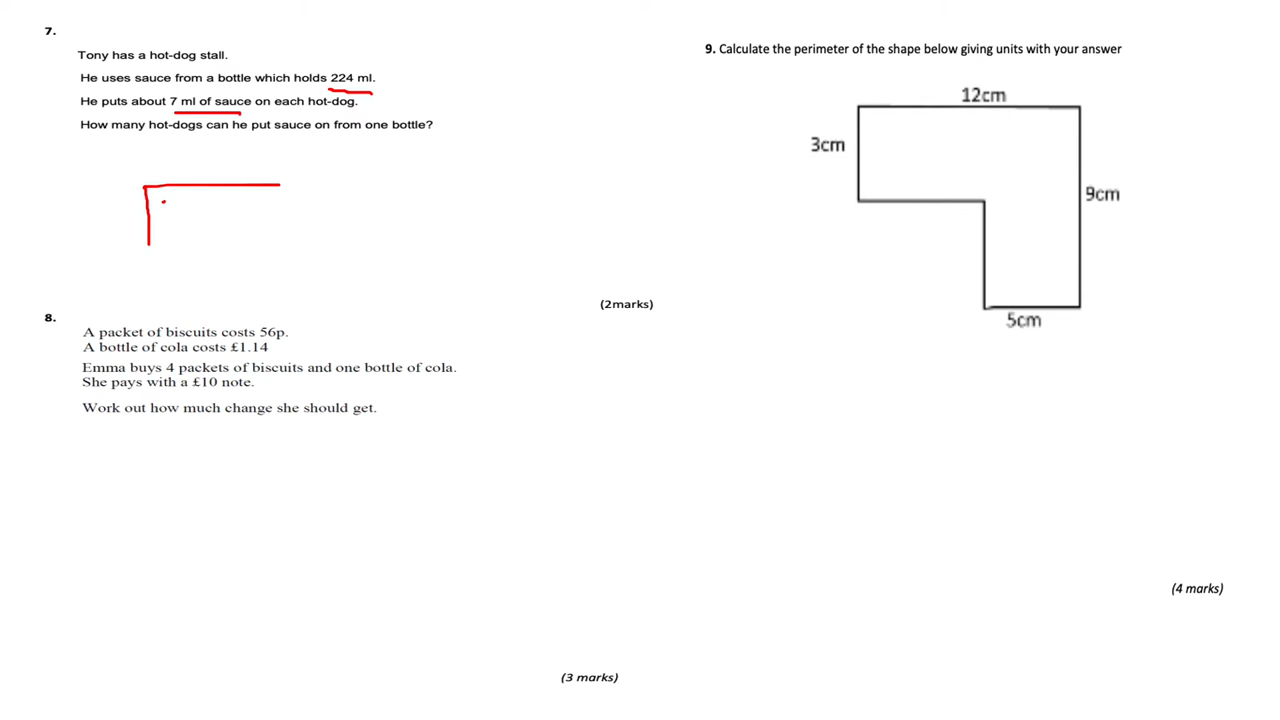 7.
Tony has a hot-dog stall.
He uses sauce from a bottle which holds 224 ml.
He puts about 7 ml of sauce on each hot-dog.
How many hot-dogs can he put sauce on from one bottle?
(2marks)
8.
A packet of biscuits costs 56p.
A bottle of cola costs £1.14
Emma buys 4 packets of biscuits and one bottle of cola.
She pays with a £10 note.
Work out how much change she should get.
(3 marks)
9. Calculate the perimeter of the shape below giving units with your answer
12cm
3cm
9cm
5cm
(4 marks)